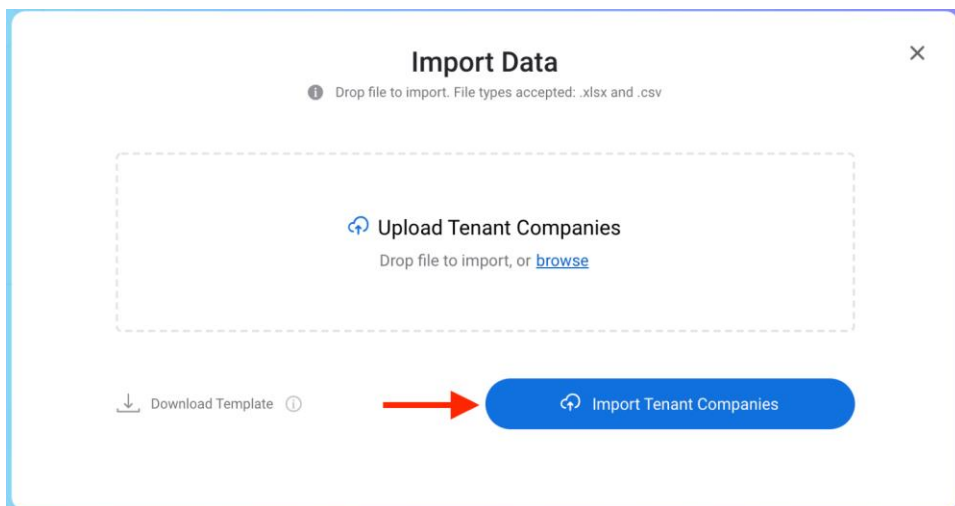 Import Data
Drop file to import. File types accepted: .xlsx and .csv
Upload Tenant Companies
Drop file to import, or browse
Download Template
Import Tenant Companies